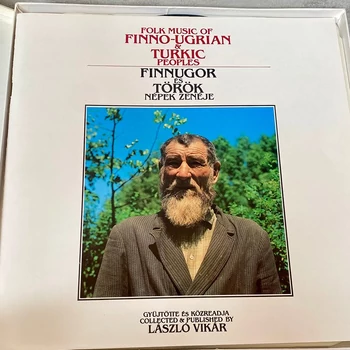 FOLK MUSIC OF
FINNO-UGRIAN
&
TURKIC
PEOPLES
FINNUGOR
ÉS
TÖRÖK
NÉPEK ZENÉJE
GYŰJTÖTTE ÉS KÖZREADJA
COLLECTED & PUBLISHED BY
LÁSZLÓ VIKÁR